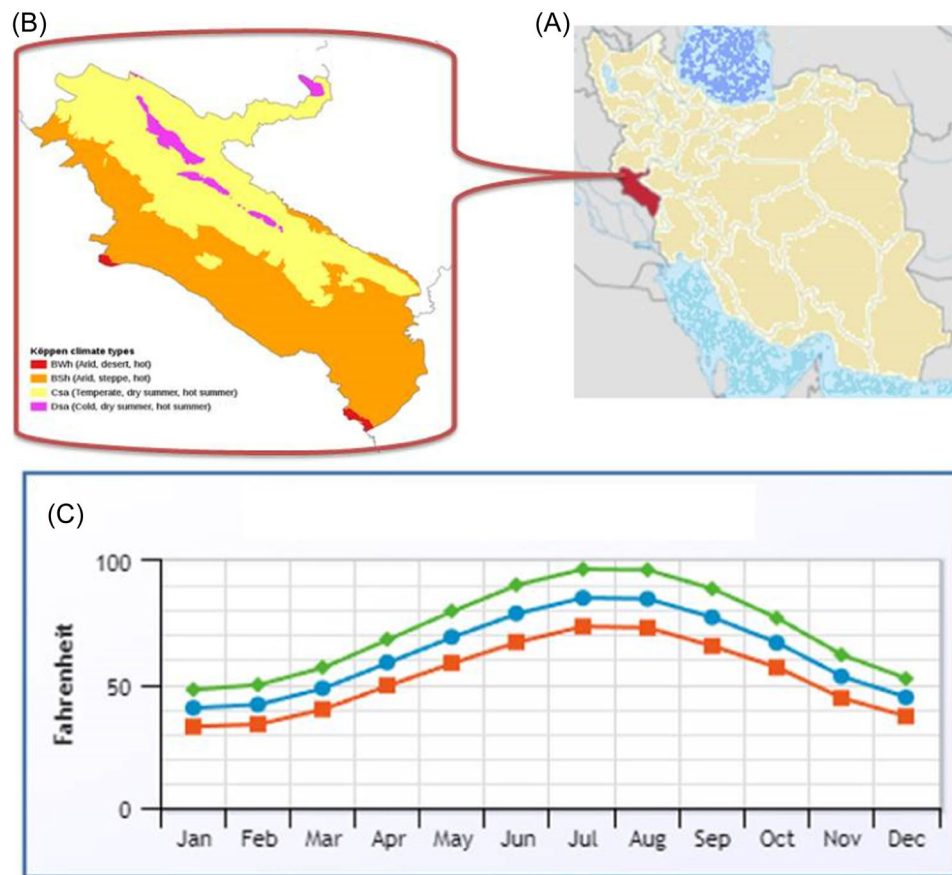 (B)
(A)
Köppen climate types
BWh (Arid, desert, hot)
BSh (Arid, steppe, hot)
Csa (Temperate, dry summer, hot summer)
Dsa (Cold, dry summer, hot summer)
(C)
Fahrenheit
100
50
0
Jan Feb Mar Apr May Jun Jul Aug Sep Oct Nov Dec